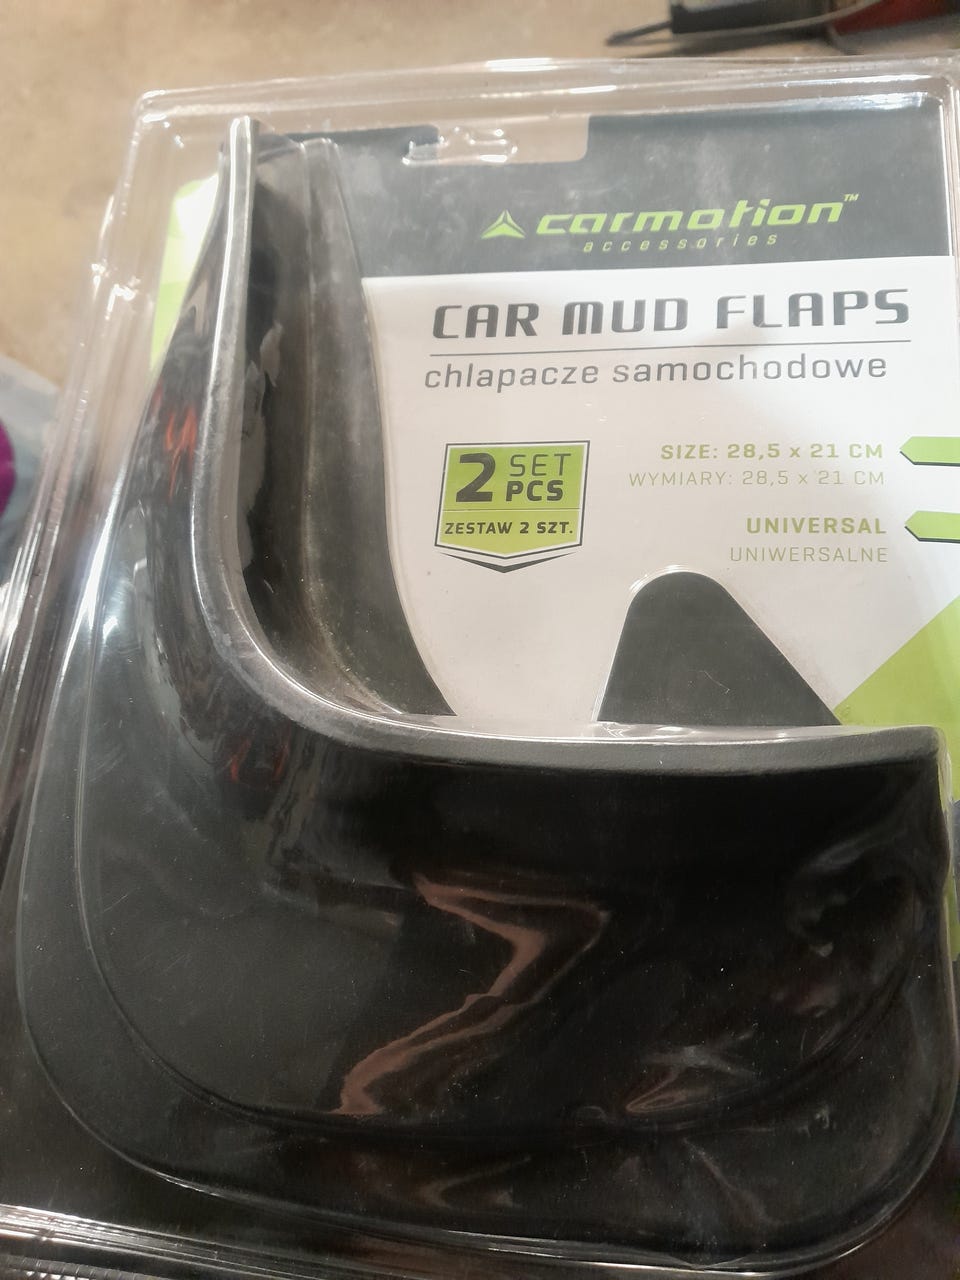 carmotion™
accessories
CAR MUD FLAPS
chlapacze samochodowe
2 SET PCS
ZESTAW 2 SZT.
SIZE: 28,5 x 21 CM
WYMIARY: 28,5 x 21 CM
UNIVERSAL
UNIWERSALNE